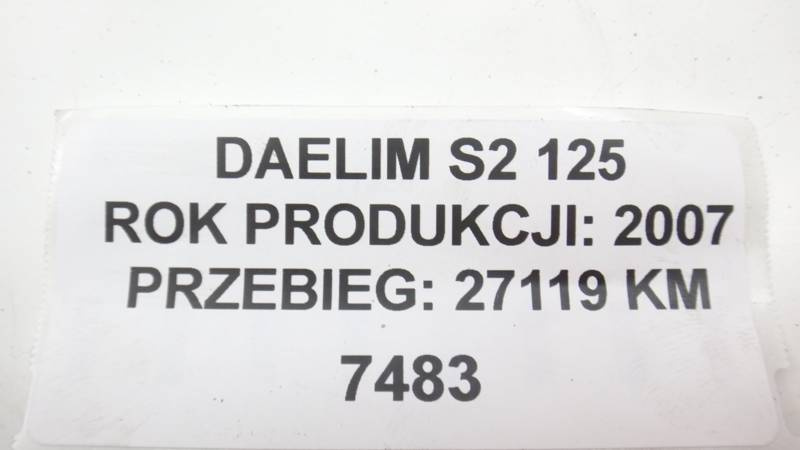 DAELIM S2 125
ROK PRODUKCJI: 2007
PRZEBIEG: 27119 KM
7483